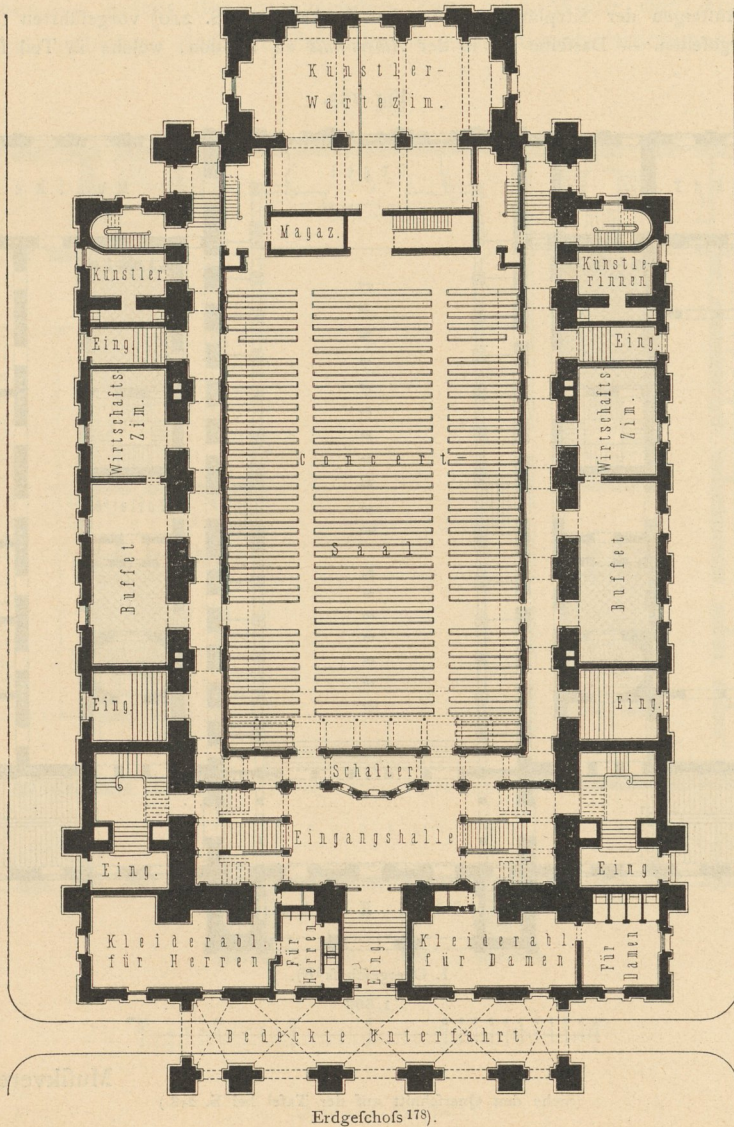 Künstler-
Wartezim.
Magaz.
Künstler.
Künstle-
rinnen
Eing.
Eing.
Wirtschafts
Zim.
Wirtschafts
Zim.
Concert-
Saal
Buffet
Buffet
Eing.
Eing.
Schalter
Eingangshalle
Eing.
Eing.
Kleiderabl.
für Herren
Für
Herren
Eing.
Kleiderabl.
für Damen
Für
Damen
Bedeckte Unterfahrt
Erdgeſchoſs 178).